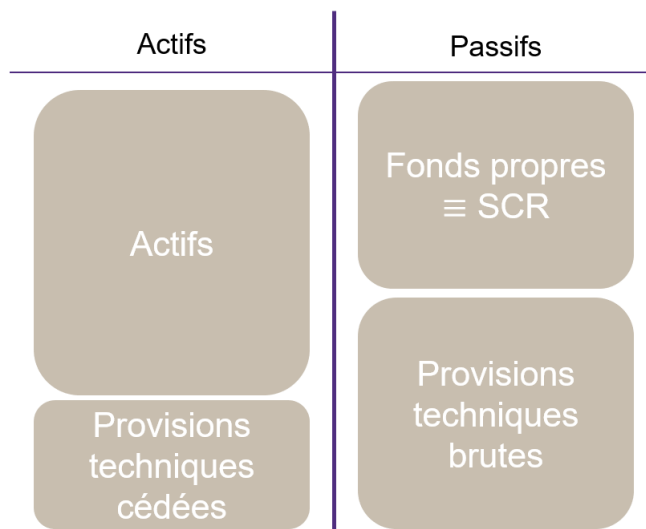 Actifs
Passifs
Actifs
Provisions
techniques
cédées
Fonds propres
≡ SCR
Provisions
techniques
brutes